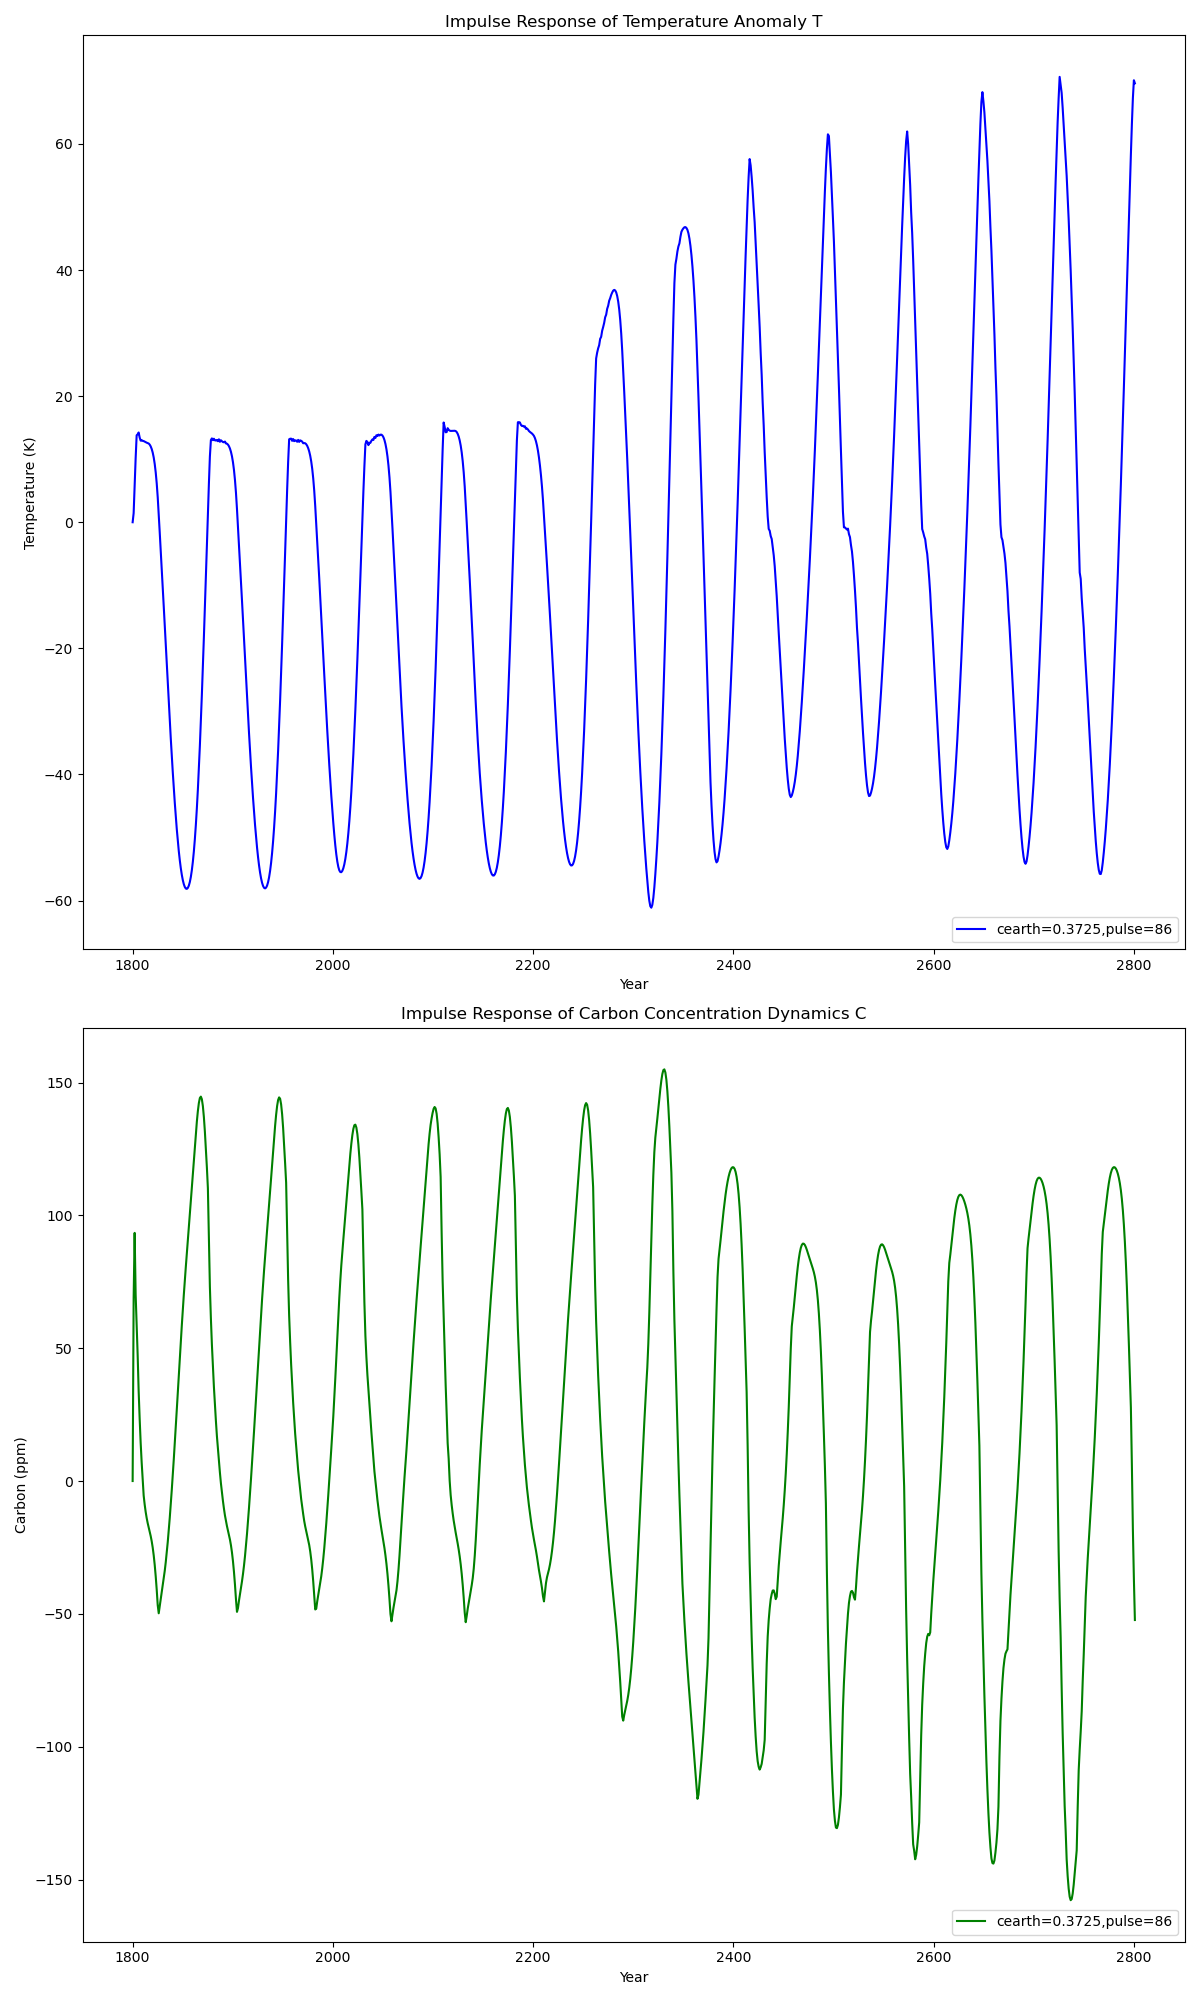 Impulse Response of Temperature Anomaly T
60
40
20
0
−20
−40
−60
Temperature (K)
cearth=0.3725,pulse=86
1800 2000 2200 2400 2600 2800
Year
Impulse Response of Carbon Concentration Dynamics C
150
100
50
0
−50
−100
−150
Carbon (ppm)
cearth=0.3725,pulse=86
1800 2000 2200 2400 2600 2800
Year